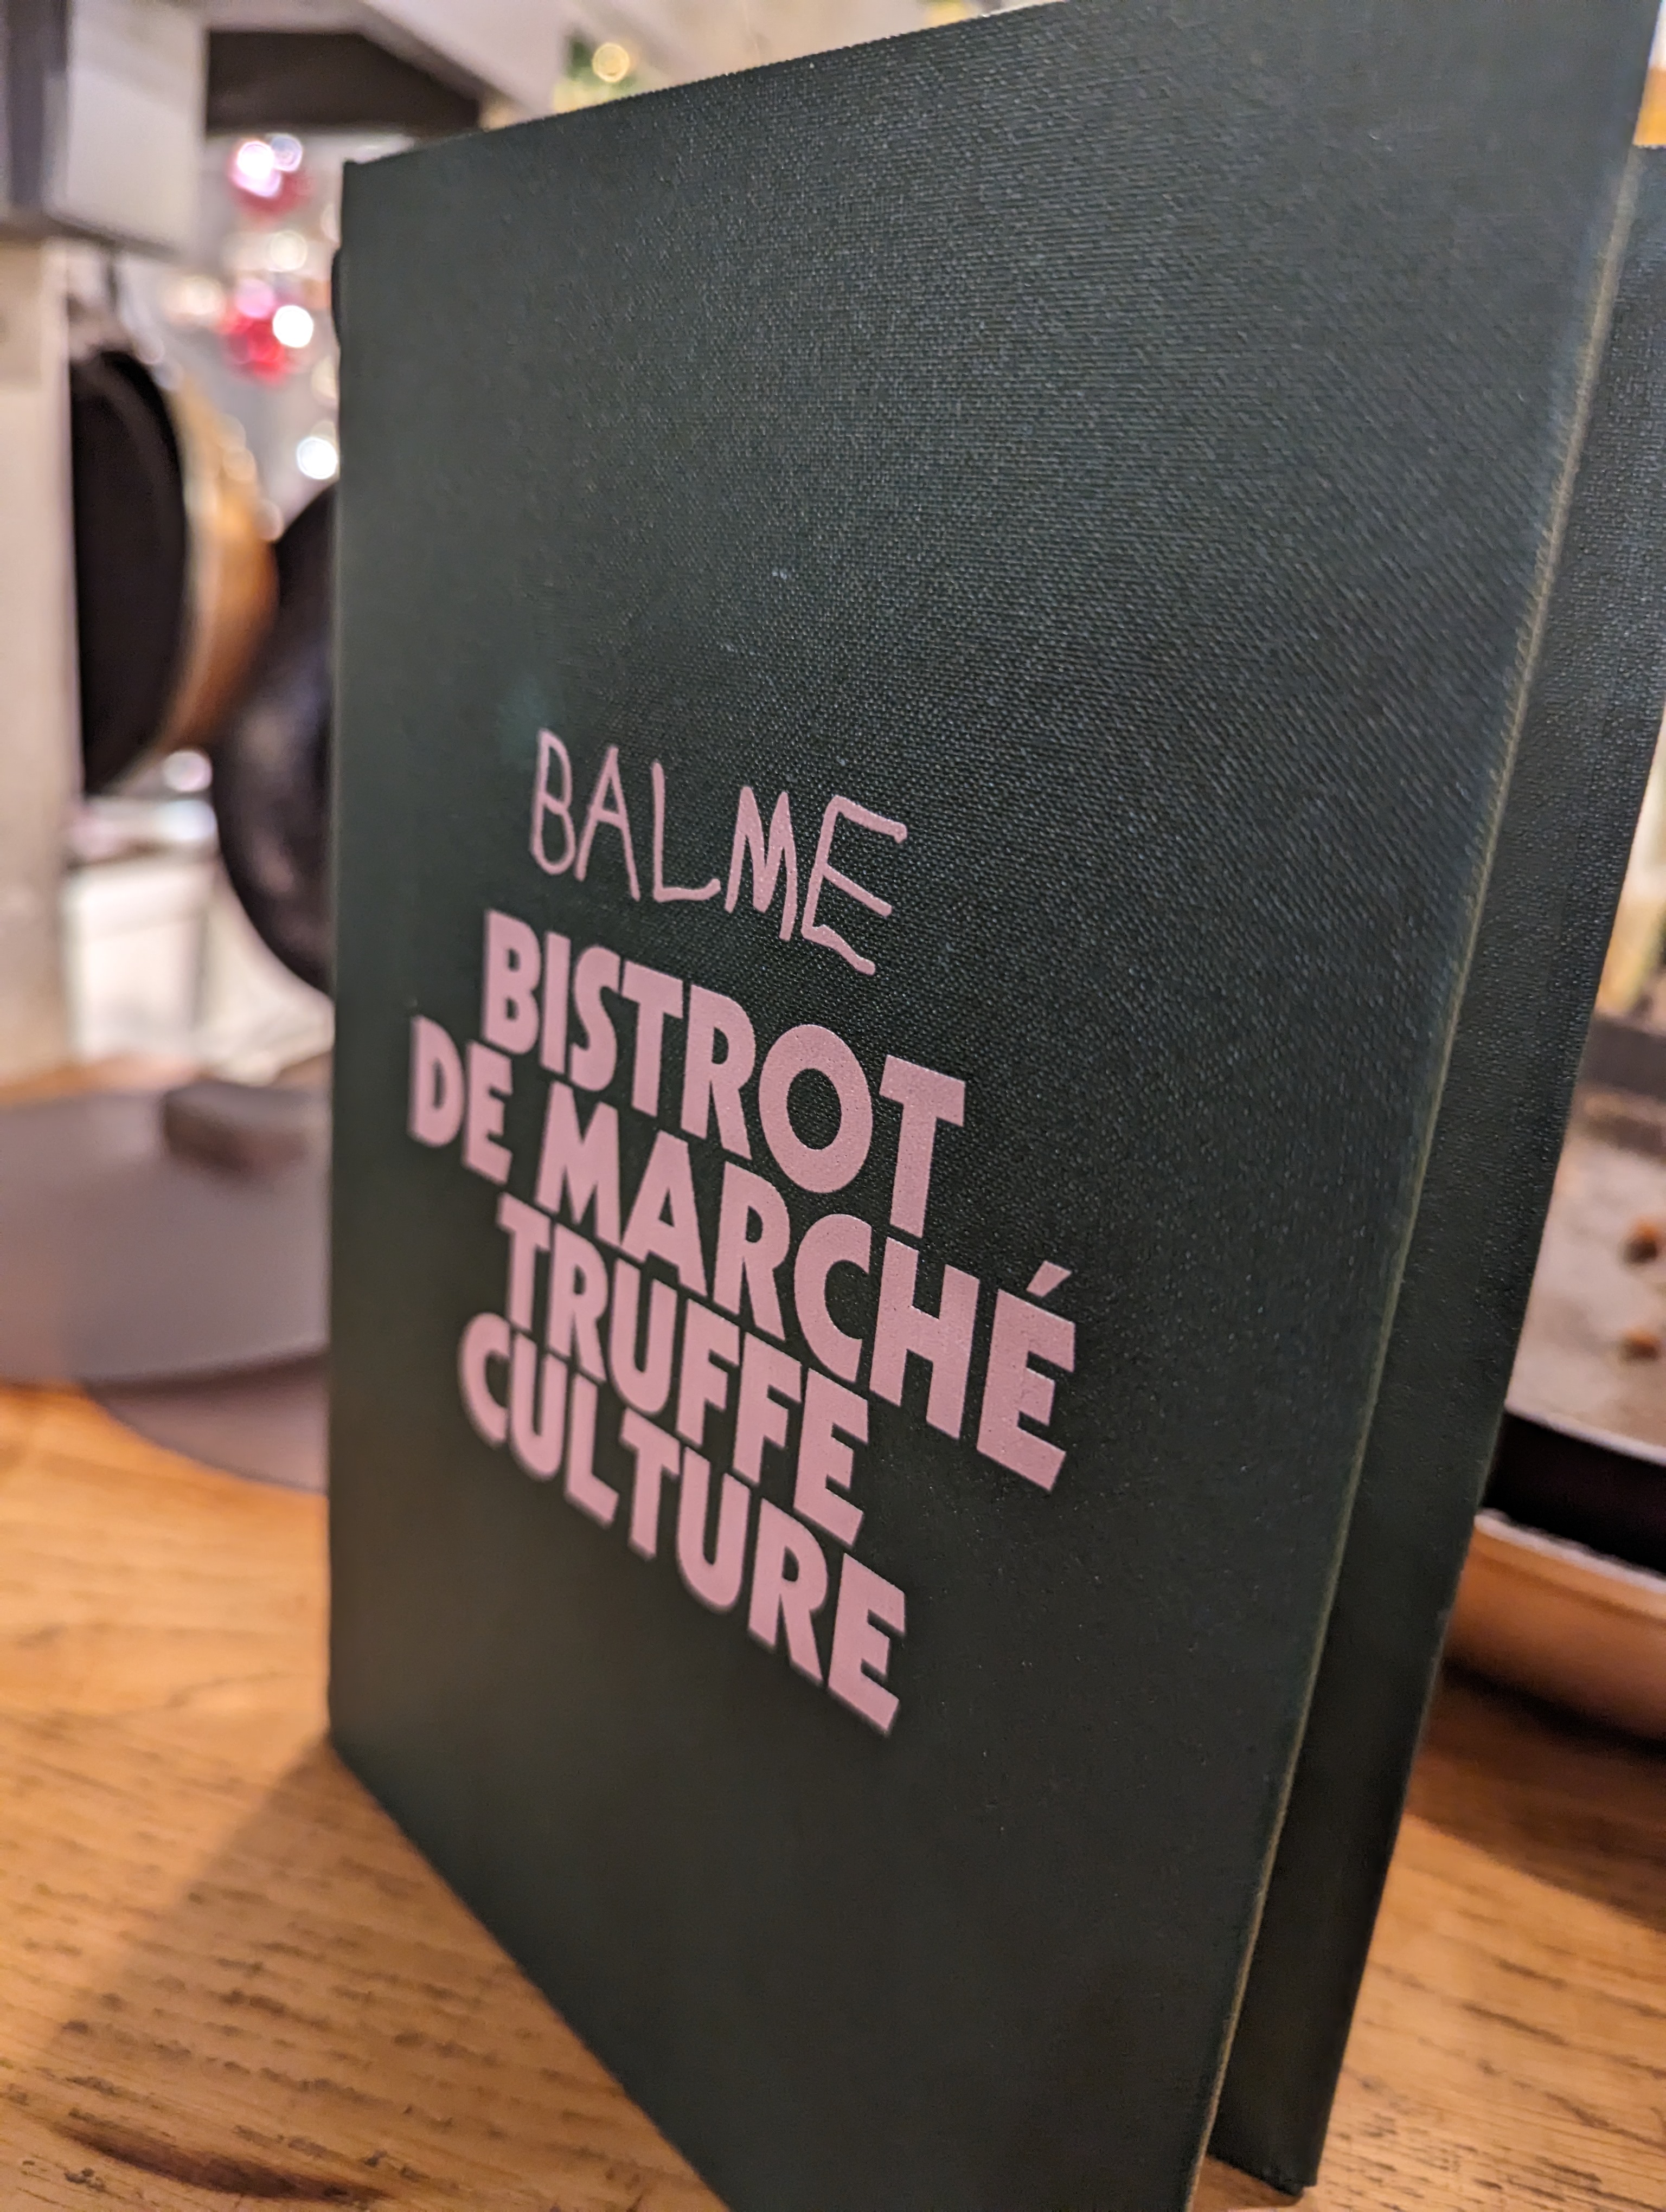 BALME
BISTROT
DE MARCHÉ
TRUFFE
CULTURE